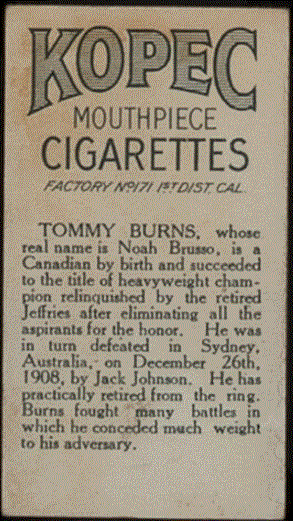 KOPEC
MOUTHPIECE
CIGARETTES
FACTORY Nº171 1ST DIST. CAL.
TOMMY BURNS, whose
real name is Noah Brusso, is a
Canadian by birth and succeeded
to the title of heavyweight cham-
pion relinquished by the retired
Jeffries after eliminating all the
aspirants for the honor. He was
in turn defeated in Sydney,
Australia, on December 26th,
1908, by Jack Johnson. He has
practically retired from the ring.
Burns fought many battles in
which he conceded much weight
to his adversary.